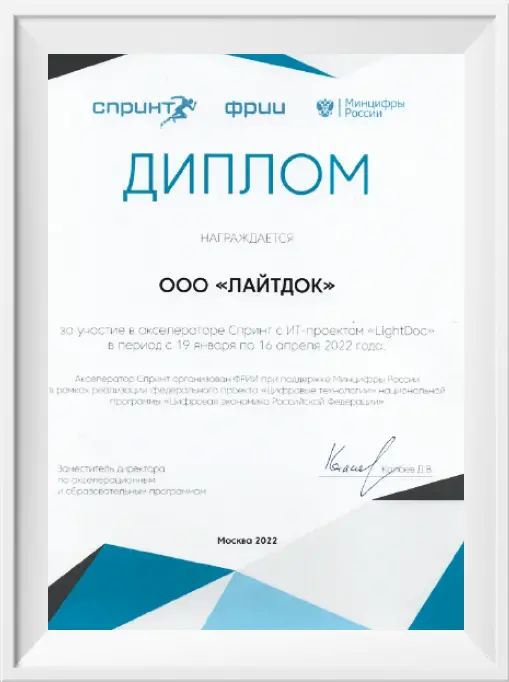 спринт фрии Минцифры
России
ДИПЛОМ
НАГРАЖДАЕТСЯ
ООО «ЛАЙТДОК»
за участие в акселераторе Спринт с ИТ-проектом «LightDoc»
в период с 19 января по 16 апреля 2022 года.
Акселератор Спринт организован ФРИИ при поддержке Минцифры России
в рамках реализации федерального проекта «Цифровые технологии» национальной
программы «Цифровая экономика Российской Федерации»
Заместитель директора
по акселерационным
и образовательным программам
Калаев Д.В.
Москва 2022